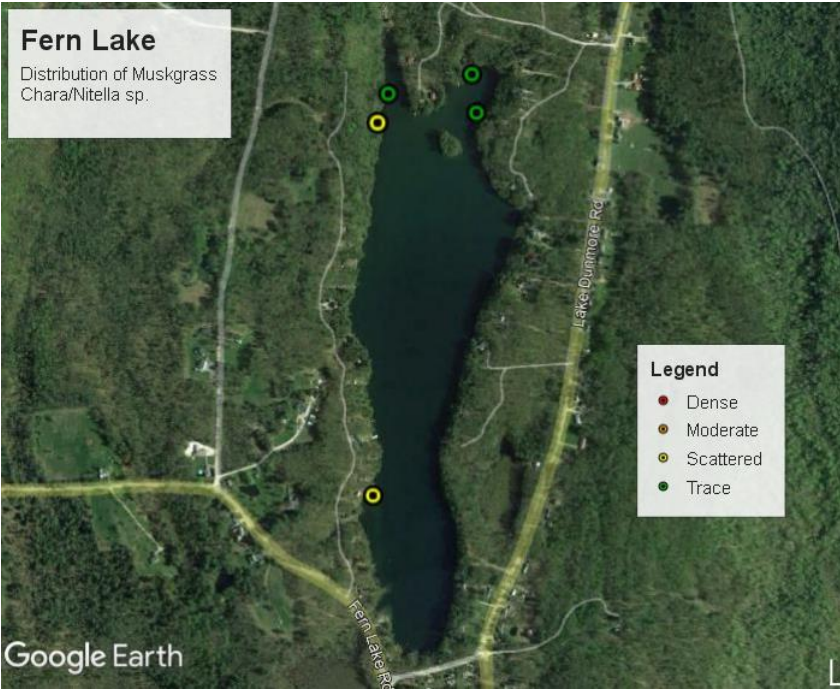 Fern Lake
Distribution of Muskgrass
Chara/Nitella sp.
Lake Dunmore Rd
Legend
Dense
Moderate
Scattered
Trace
Fern Lake Rd
Google Earth
L